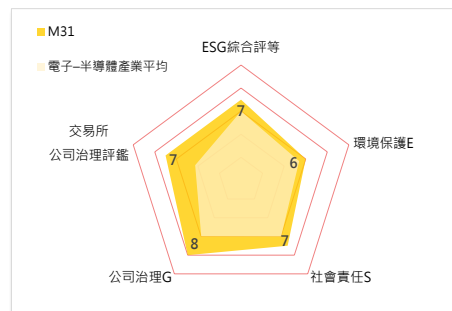 M31
電子–半導體產業平均
ESG綜合評等
7
環境保護E
6
社會責任S
7
公司治理G
8
交易所
公司治理評鑑
7